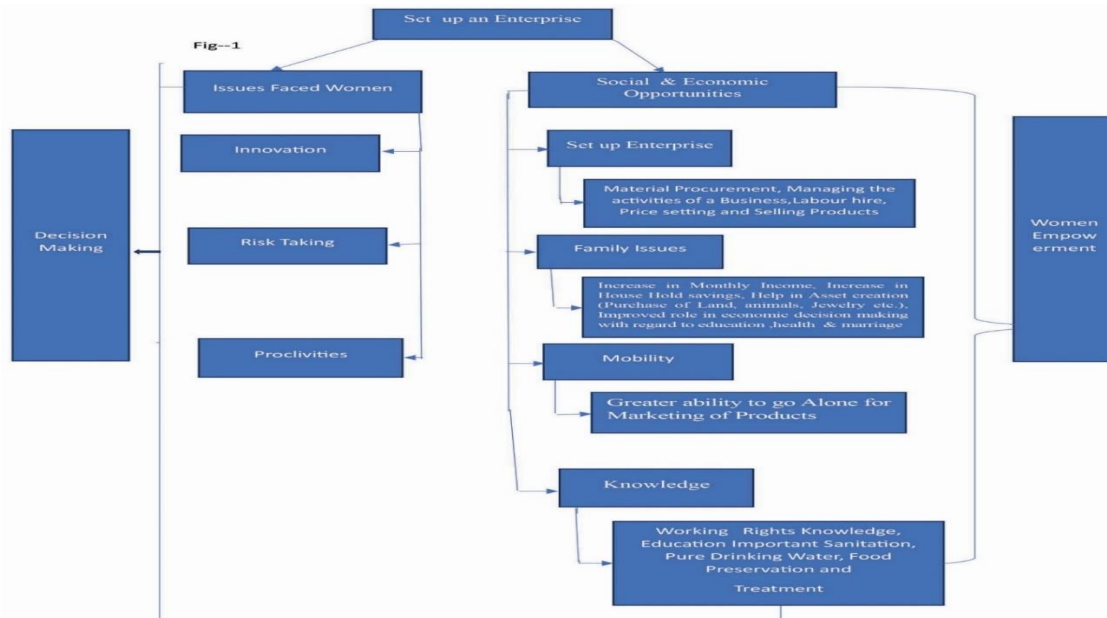 Set up an Enterprise
Fig--1
Issues Faced Women
Innovation
Risk Taking
Proclivities
Decision
Making
Social & Economic
Opportunities
Set up Enterprise
Material Procurement, Managing the
activities of a Business,Labour hire,
Price setting and Selling Products
Family Issues
Increase in Monthly Income, Increase in
House Hold savings, Help in Asset creation
(Purchase of Land, animals, Jewelry etc.),
Improved role in economic decision making
with regard to education ,health & marriage
Mobility
Greater ability to go Alone for
Marketing of Products
Knowledge
Working Rights Knowledge,
Education Important Sanitation,
Pure Drinking Water, Food
Preservation and
Treatment
Women
Empow
erment